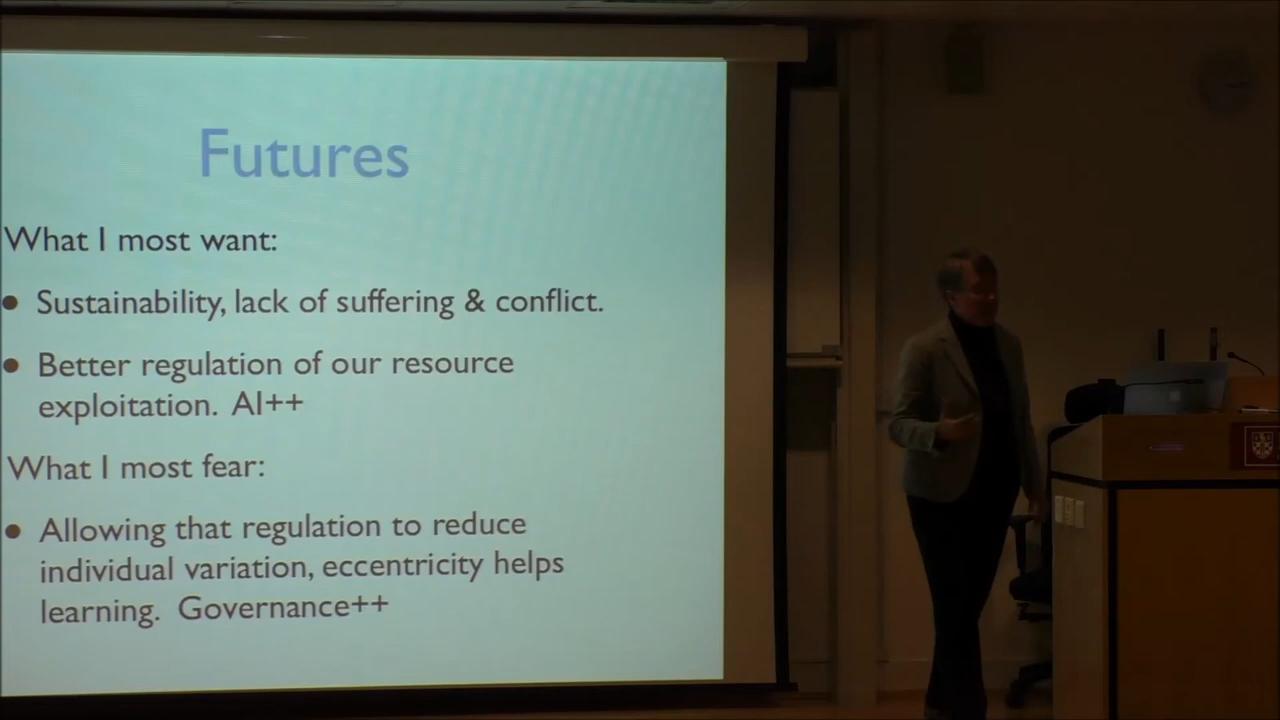 Futures
What I most want:
• Sustainability, lack of suffering & conflict.
• Better regulation of our resource
exploitation. AI++
What I most fear:
• Allowing that regulation to reduce
individual variation, eccentricity helps
learning. Governance++